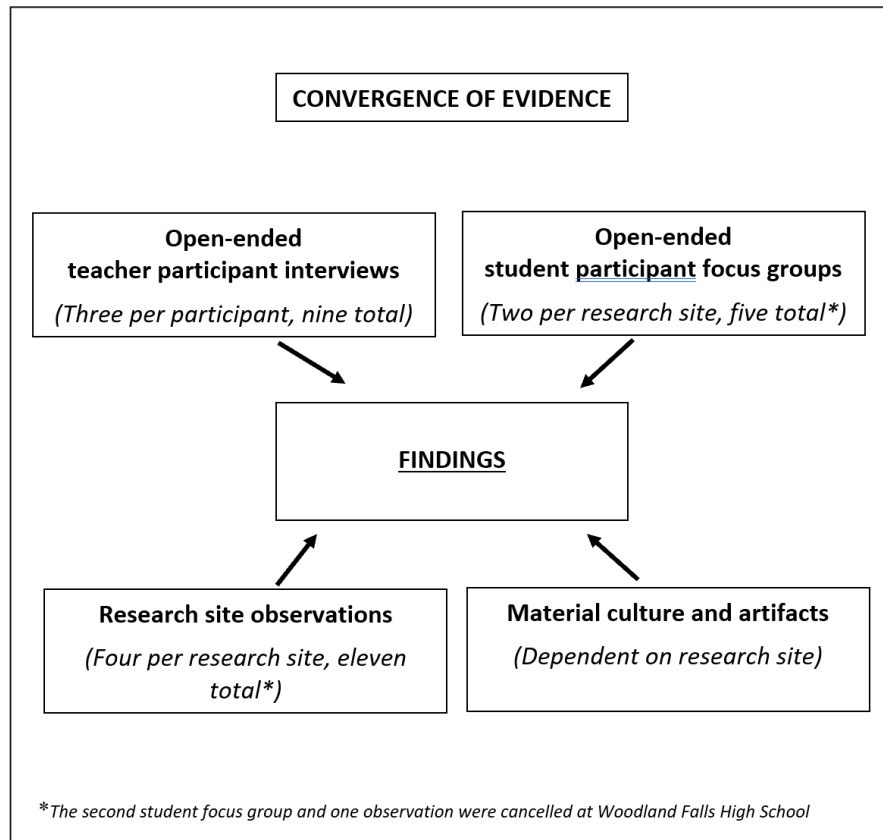 CONVERGENCE OF EVIDENCE
Open-ended
teacher participant interviews
(Three per participant, nine total)
Open-ended
student participant focus groups
(Two per research site, five total*)
FINDINGS
Research site observations
(Four per research site, eleven
total*)
Material culture and artifacts
(Dependent on research site)
*The second student focus group and one observation were cancelled at Woodland Falls High School